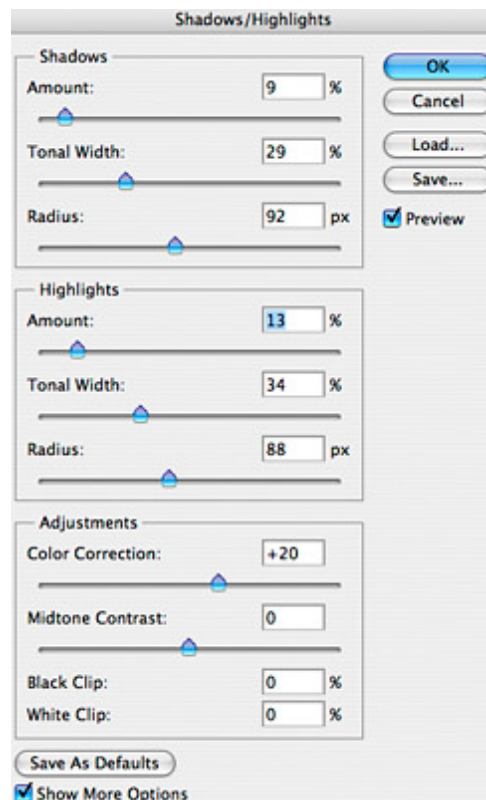 Shadows/Highlights
Shadows
Amount: 9 %
Tonal Width: 29 %
Radius: 92 px
Highlights
Amount: 13 %
Tonal Width: 34 %
Radius: 88 px
Adjustments
Color Correction: +20
Midtone Contrast: 0
Black Clip: 0 %
White Clip: 0 %
Save As Defaults
Show More Options
OK
Cancel
Load...
Save...
Preview